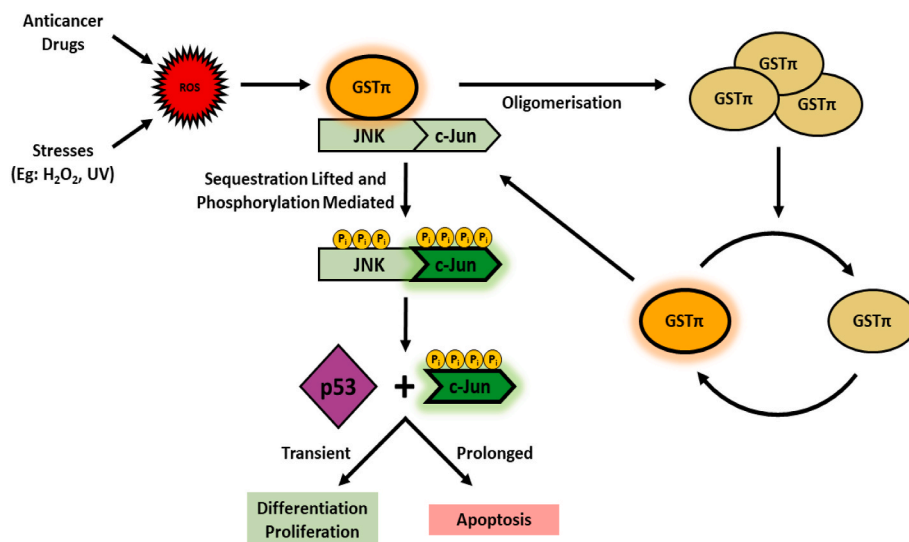 Anticancer
Drugs
ROS
Stresses
(Eg: H₂O₂, UV)
GSTπ
JNK
c-Jun
Oligomerisation
GSTπ
GSTπ
GSTπ
Sequestration Lifted and
Phosphorylation Mediated
Pi Pi Pi
Pi Pi Pi Pi
JNK
c-Jun
GSTπ
GSTπ
p53
+
Pi Pi Pi Pi
c-Jun
Transient
Prolonged
Differentiation
Proliferation
Apoptosis